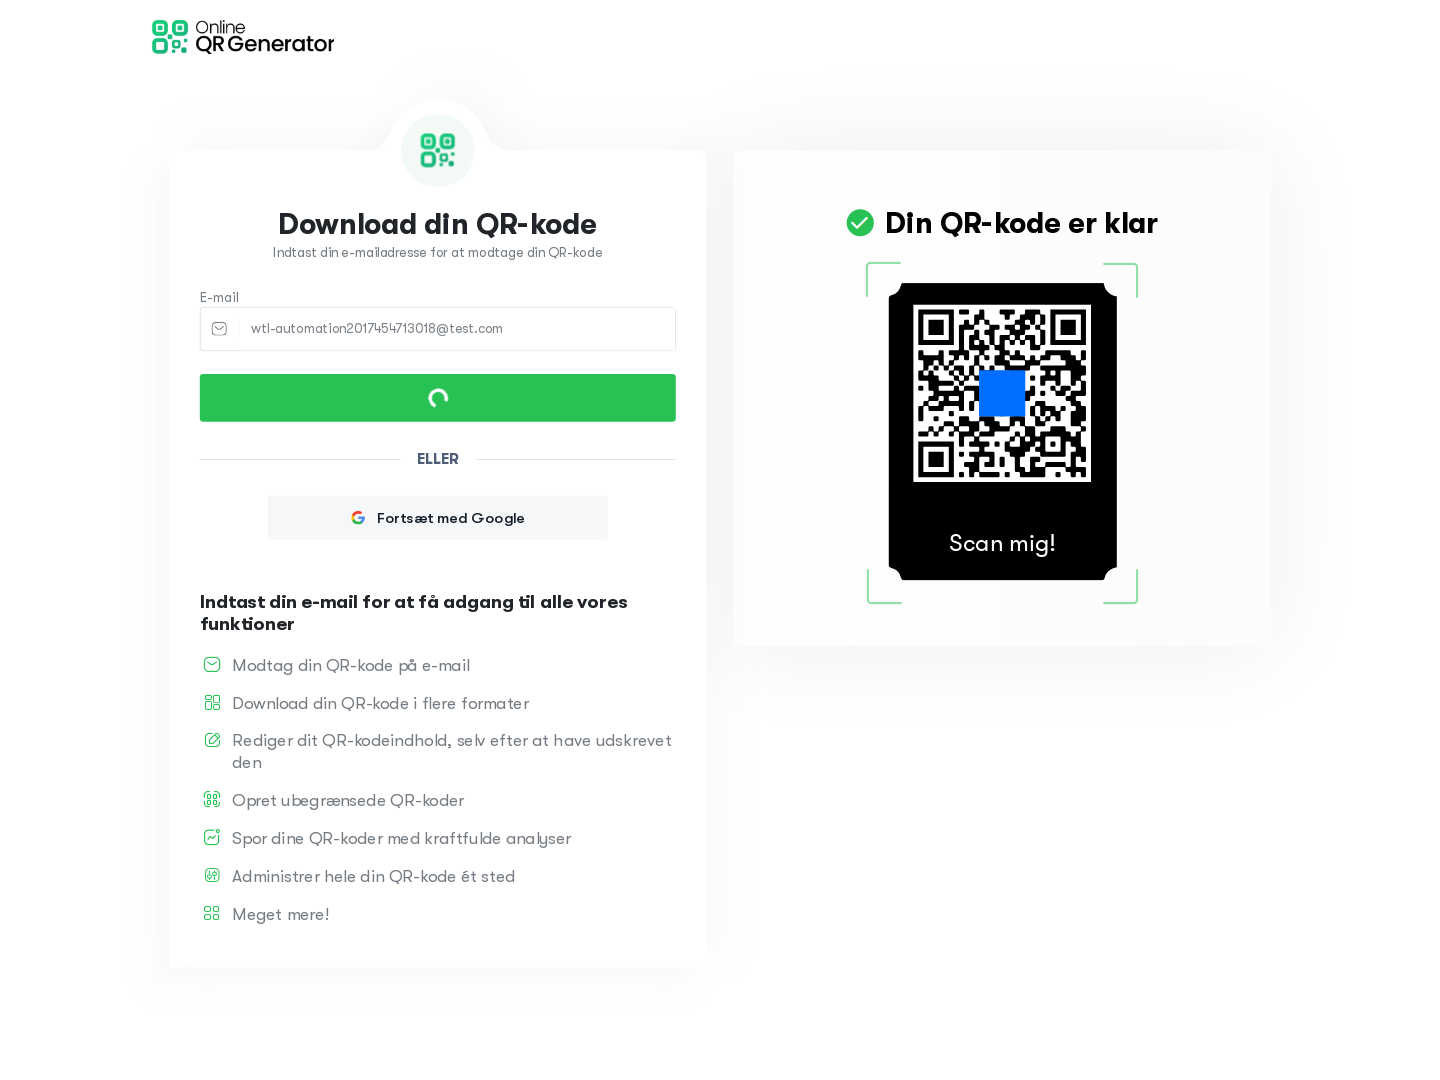 Online
QR Generator
Download din QR-kode
Indtast din e-mailadresse for at modtage din QR-kode
E-mail
wtl-automation2017454713018@test.com
ELLER
Fortsæt med Google
Indtast din e-mail for at få adgang til alle vores
funktioner
Modtag din QR-kode på e-mail
Download din QR-kode i flere formater
Rediger dit QR-kodeindhold, selv efter at have udskrevet
den
Opret ubegrænsede QR-koder
Spor dine QR-koder med kraftfulde analyser
Administrer hele din QR-kode ét sted
Meget mere!
Din QR-kode er klar
Scan mig!